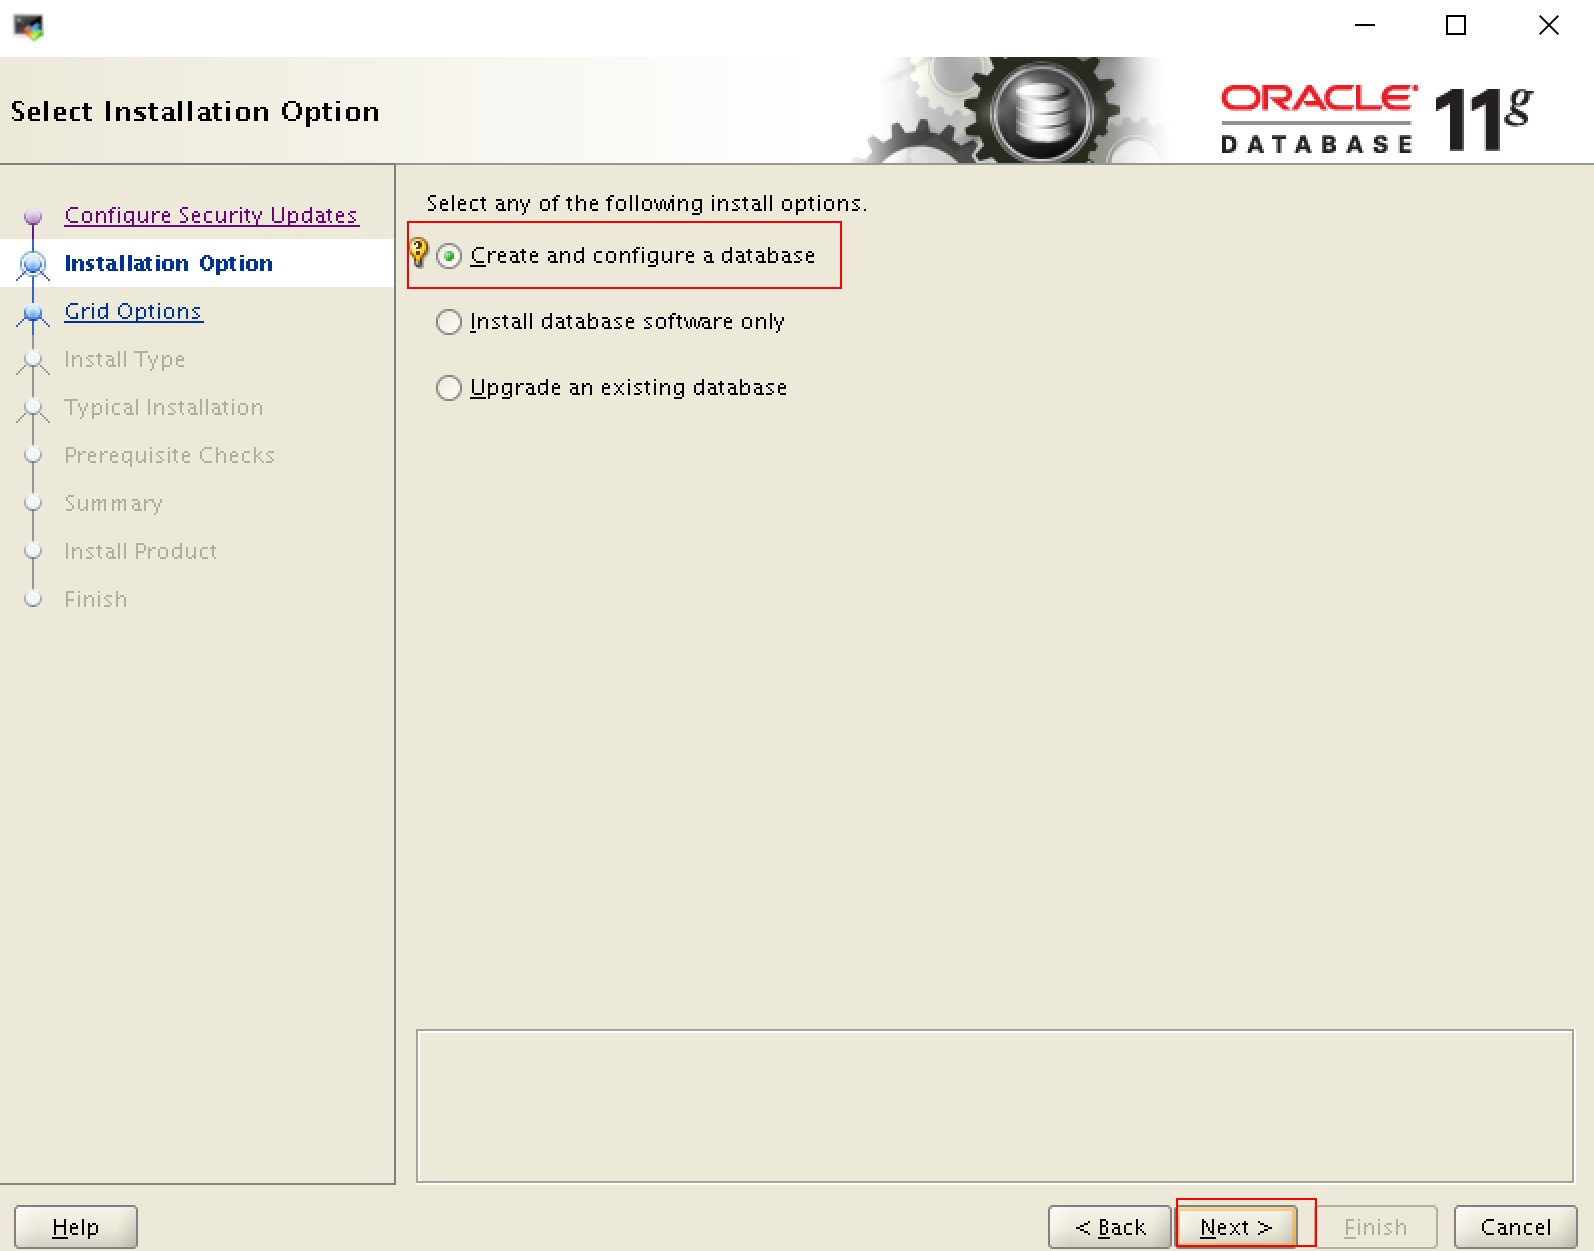 Select Installation Option
ORACLE
DATABASE
11g
Configure Security Updates
Installation Option
Grid Options
Install Type
Typical Installation
Prerequisite Checks
Summary
Install Product
Finish
Select any of the following install options.
Create and configure a database
Install database software only
Upgrade an existing database
Help
< Back
Next >
Finish
Cancel